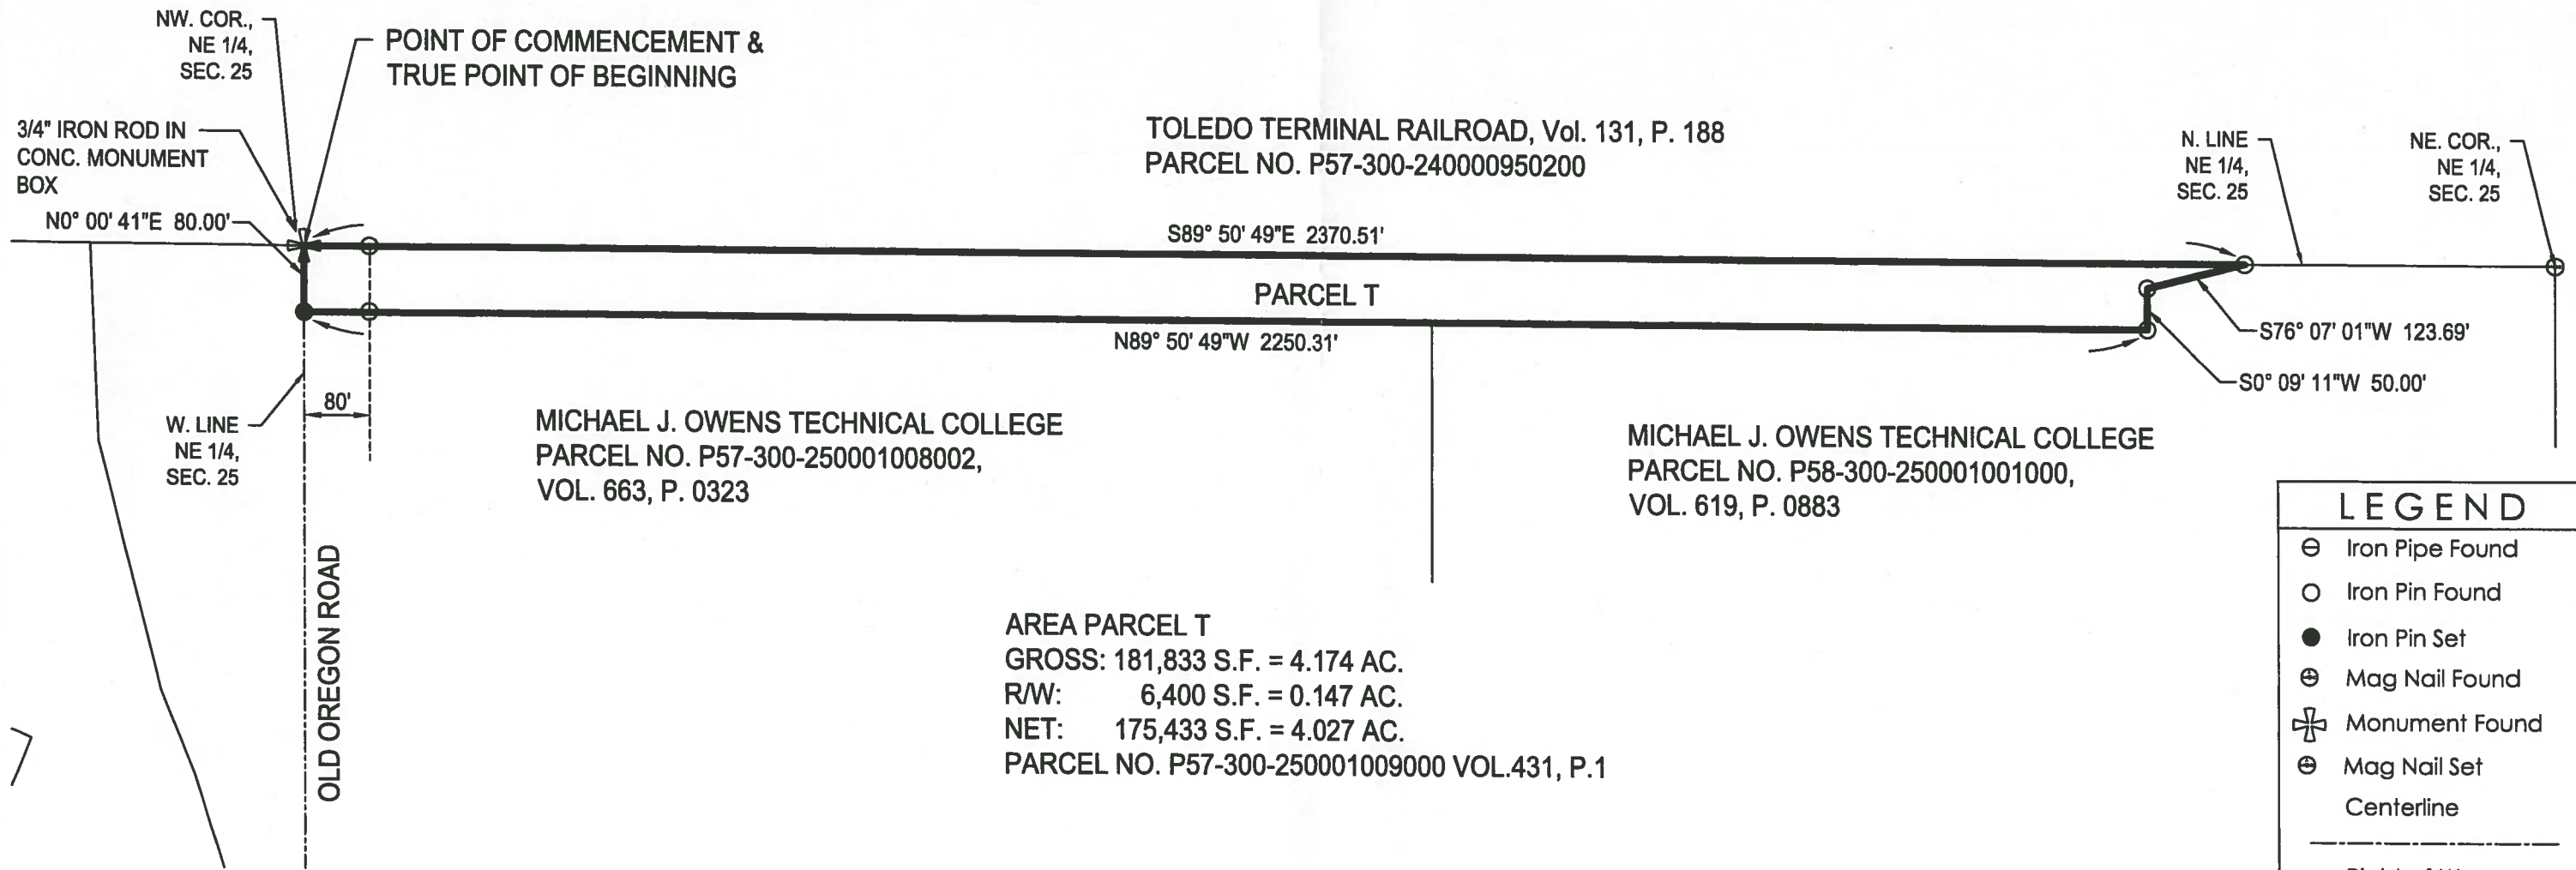 NW. COR.,
NE 1/4,
SEC. 25
POINT OF COMMENCEMENT &
TRUE POINT OF BEGINNING
3/4" IRON ROD IN
CONC. MONUMENT
BOX
N0° 00' 41"E 80.00'
TOLEDO TERMINAL RAILROAD, Vol. 131, P. 188
PARCEL NO. P57-300-240000950200
N. LINE
NE 1/4,
SEC. 25
NE. COR.,
NE 1/4,
SEC. 25
S89° 50' 49"E 2370.51'
PARCEL T
N89° 50' 49"W 2250.31'
S76° 07' 01"W 123.69'
S0° 09' 11"W 50.00'
80'
W. LINE
NE 1/4,
SEC. 25
MICHAEL J. OWENS TECHNICAL COLLEGE
PARCEL NO. P57-300-250001008002,
VOL. 663, P. 0323
MICHAEL J. OWENS TECHNICAL COLLEGE
PARCEL NO. P58-300-250001001000,
VOL. 619, P. 0883
OLD OREGON ROAD
AREA PARCEL T
GROSS: 181,833 S.F. = 4.174 AC.
R/W: 6,400 S.F. = 0.147 AC.
NET: 175,433 S.F. = 4.027 AC.
PARCEL NO. P57-300-250001009000 VOL.431, P.1
LEGEND
Iron Pipe Found
Iron Pin Found
Iron Pin Set
Mag Nail Found
Monument Found
Mag Nail Set
Centerline